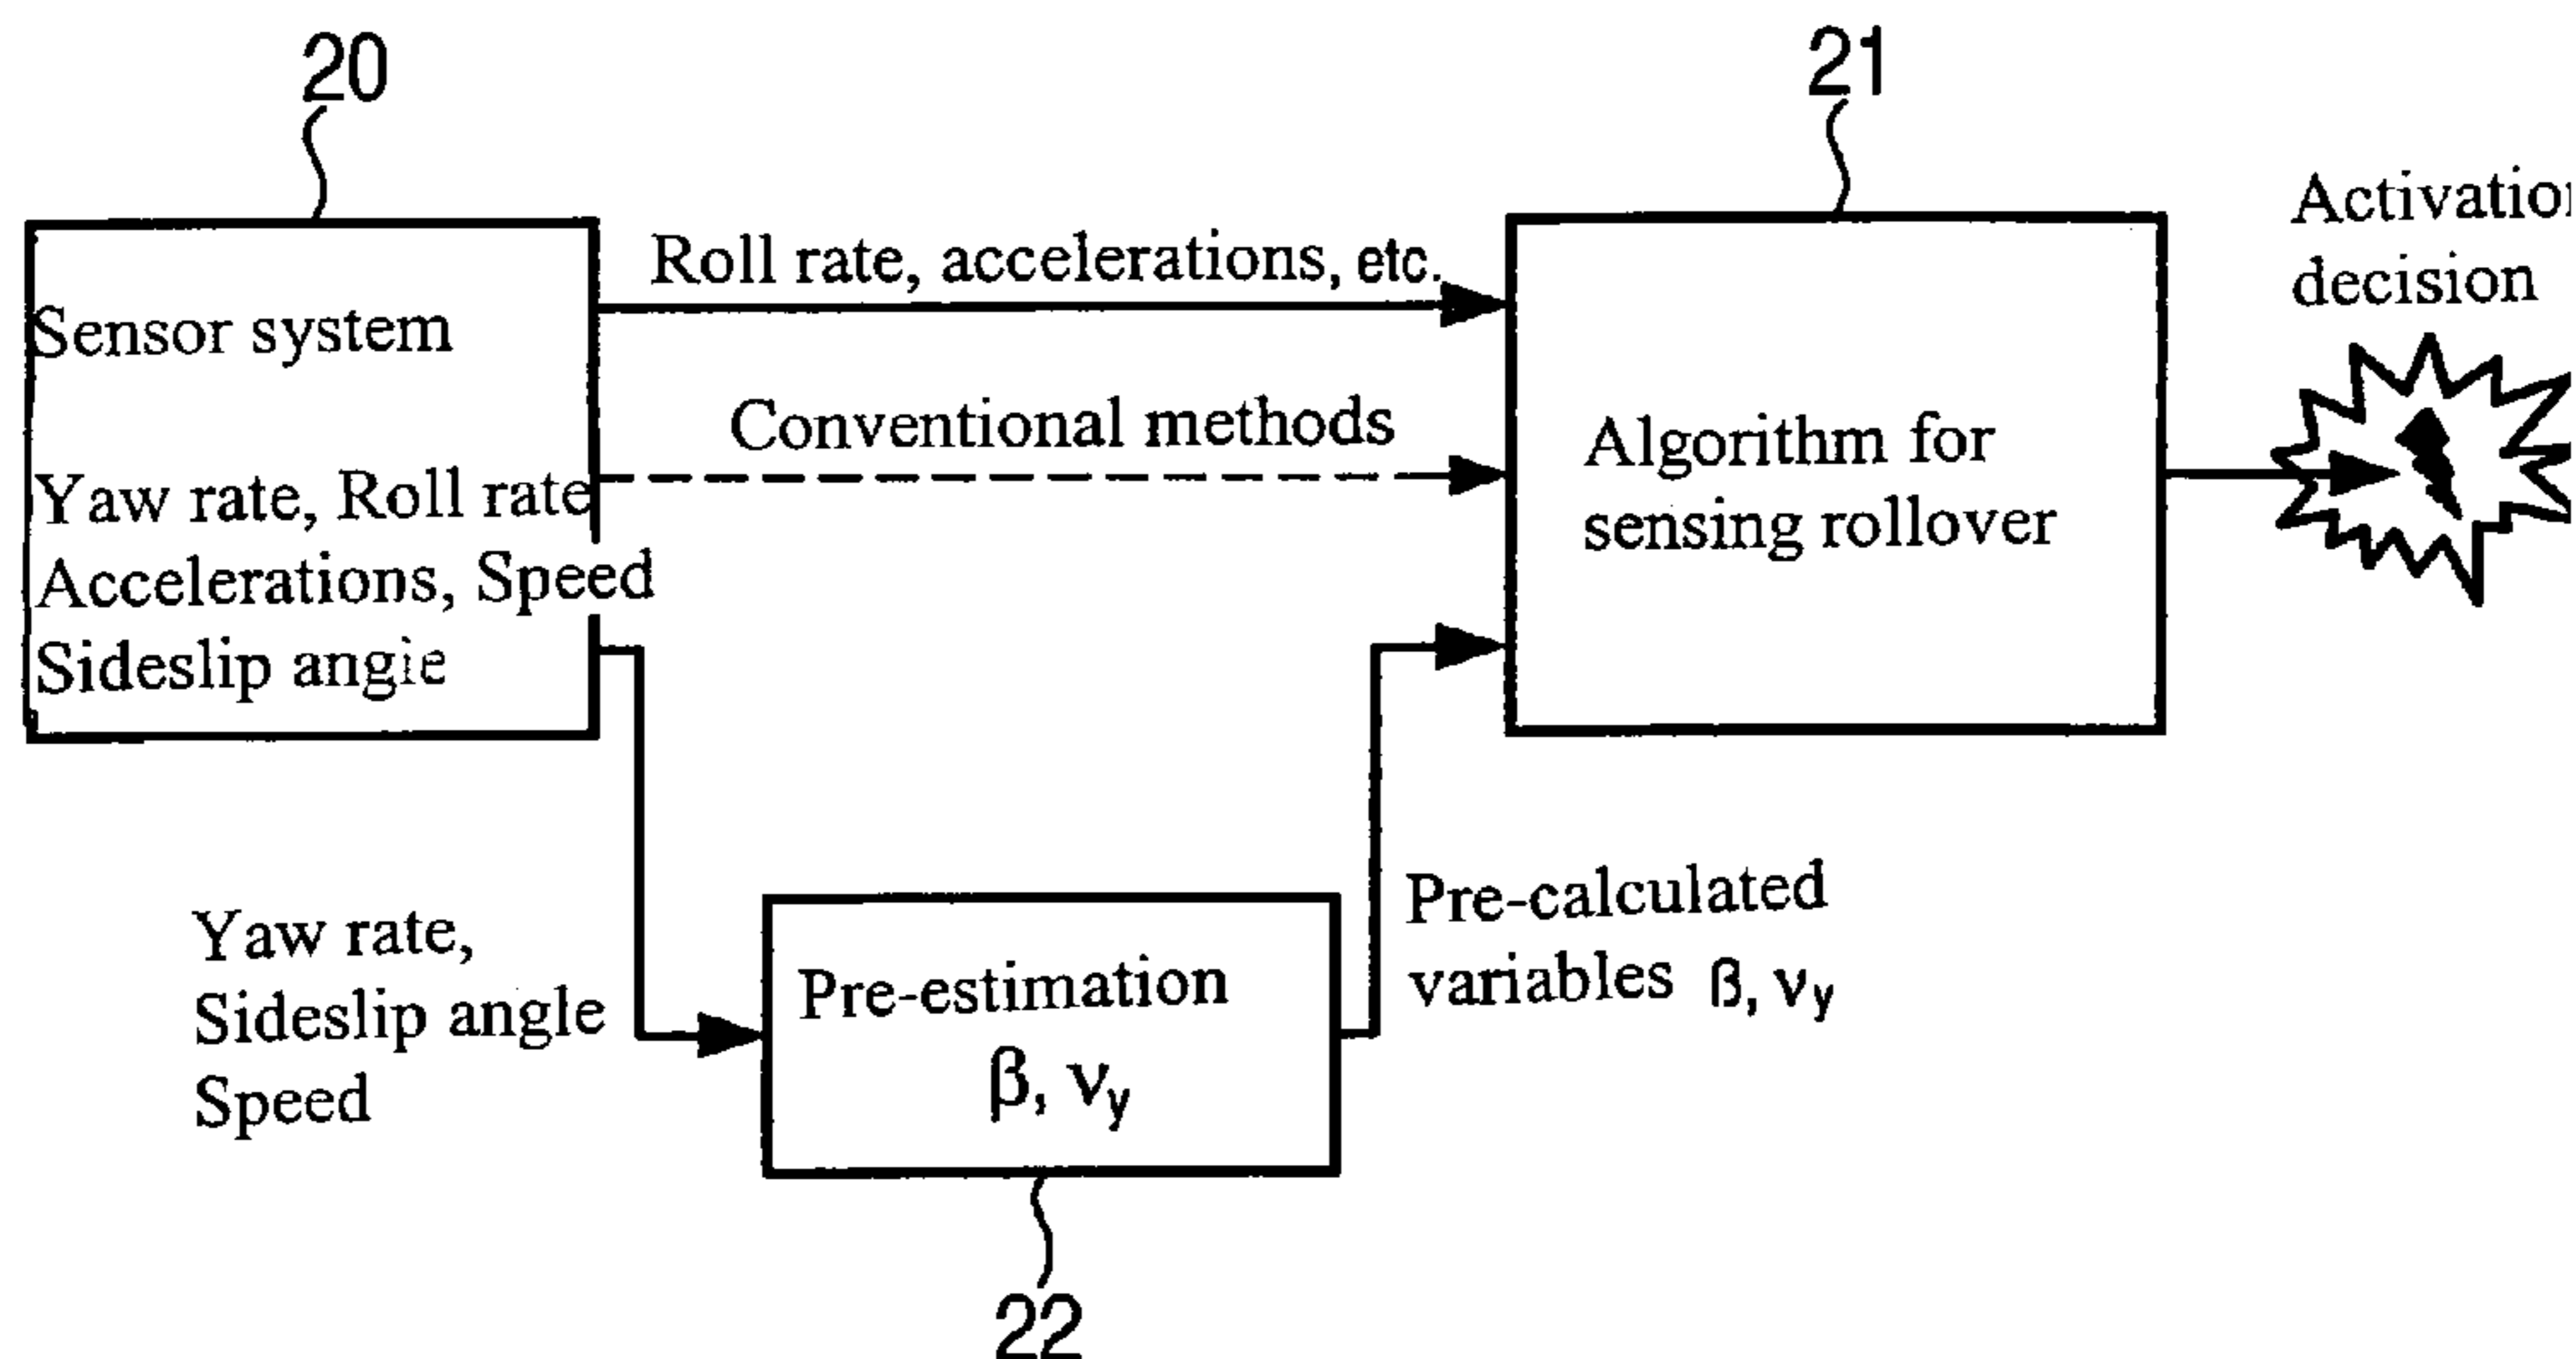 20
21
Sensor system
Yaw rate, Roll rate
Accelerations, Speed
Sideslip angle
Roll rate, accelerations, etc.
Conventional methods
Algorithm for
sensing rollover
decision
Yaw rate,
Sideslip angle
Speed
Pre-estimation
β, νy
Pre-calculated
variables β, νy
22